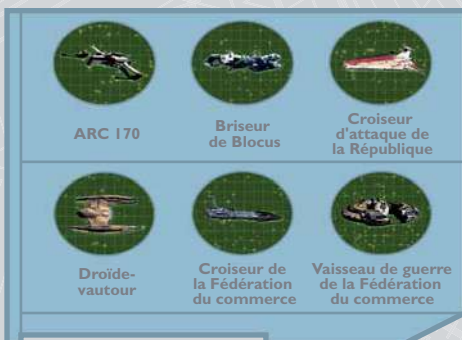 ARC 170
Briseur
de Blocus
Croiseur
d'attaque de
la République
Droïde-
vautour
Croiseur de
la Fédération
du commerce
Vaisseau de guerre
de la Fédération
du commerce